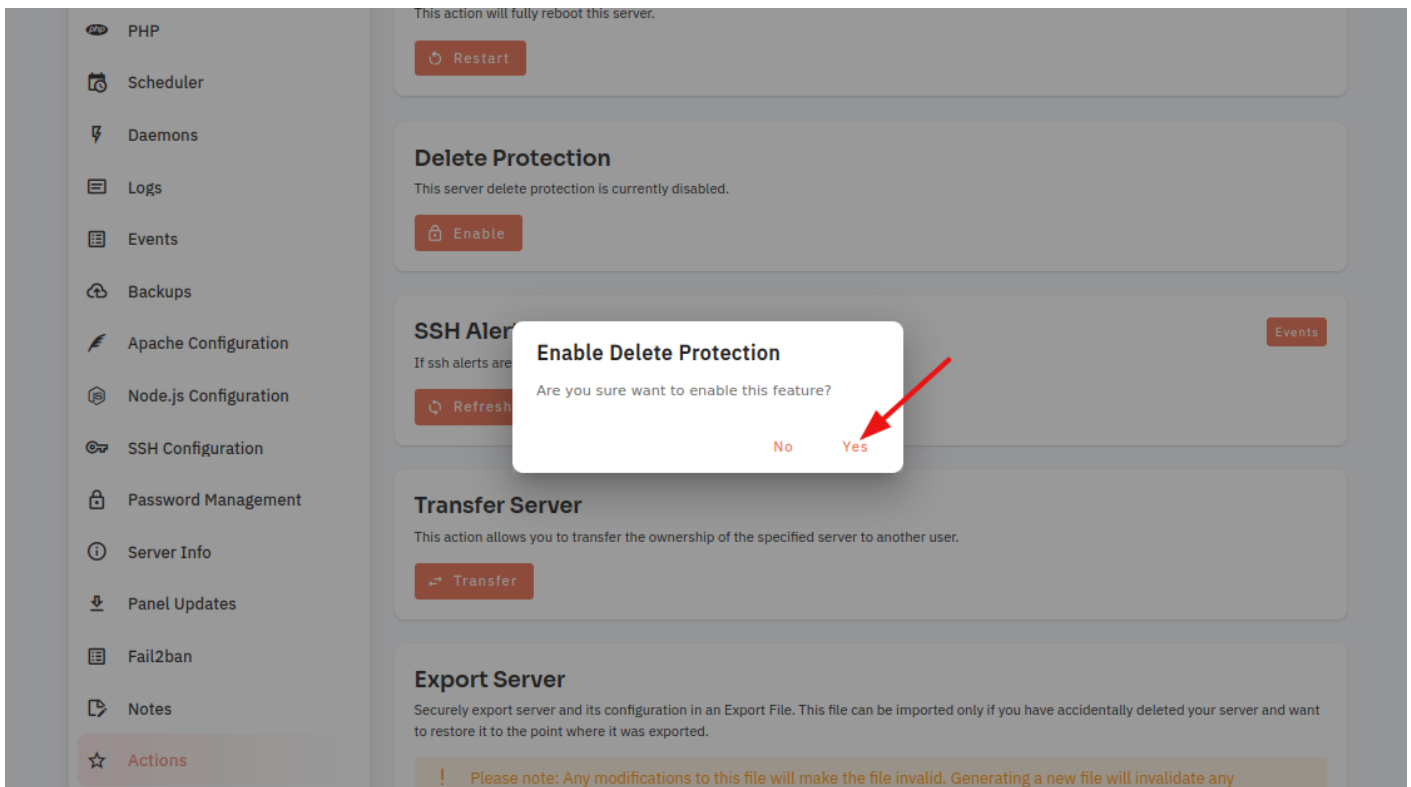 This action will fully reboot this server.
php PHP
Restart
Scheduler
Daemons
Delete Protection
Logs
This server delete protection is currently disabled.
Enable
Events
Backups
SSH Aler
Events
Apache Configuration
Enable Delete Protection
If ssh alerts are
Are you sure want to enable this feature?
Node.js Configuration
Refresh
SSH Configuration
No Yes
Password Management
Transfer Server
This action allows you to transfer the ownership of the specified server to another user.
Server Info
Transfer
Panel Updates
Fail2ban
Export Server
Notes
Securely export server and its configuration in an Export File. This file can be imported only if you have accidentally deleted your server and want
to restore it to the point where it was exported.
Actions
! Please note: Any modifications to this file will make the file invalid. Generating a new file will invalidate any